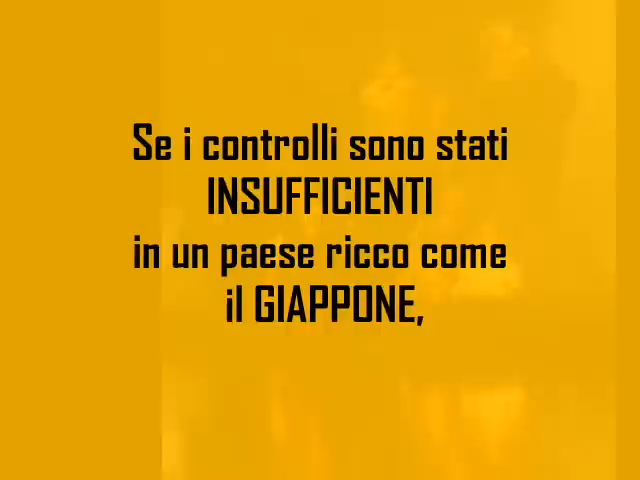 Se i controlli sono stati
INSUFFICIENTI
in un paese ricco come
il GIAPPONE,